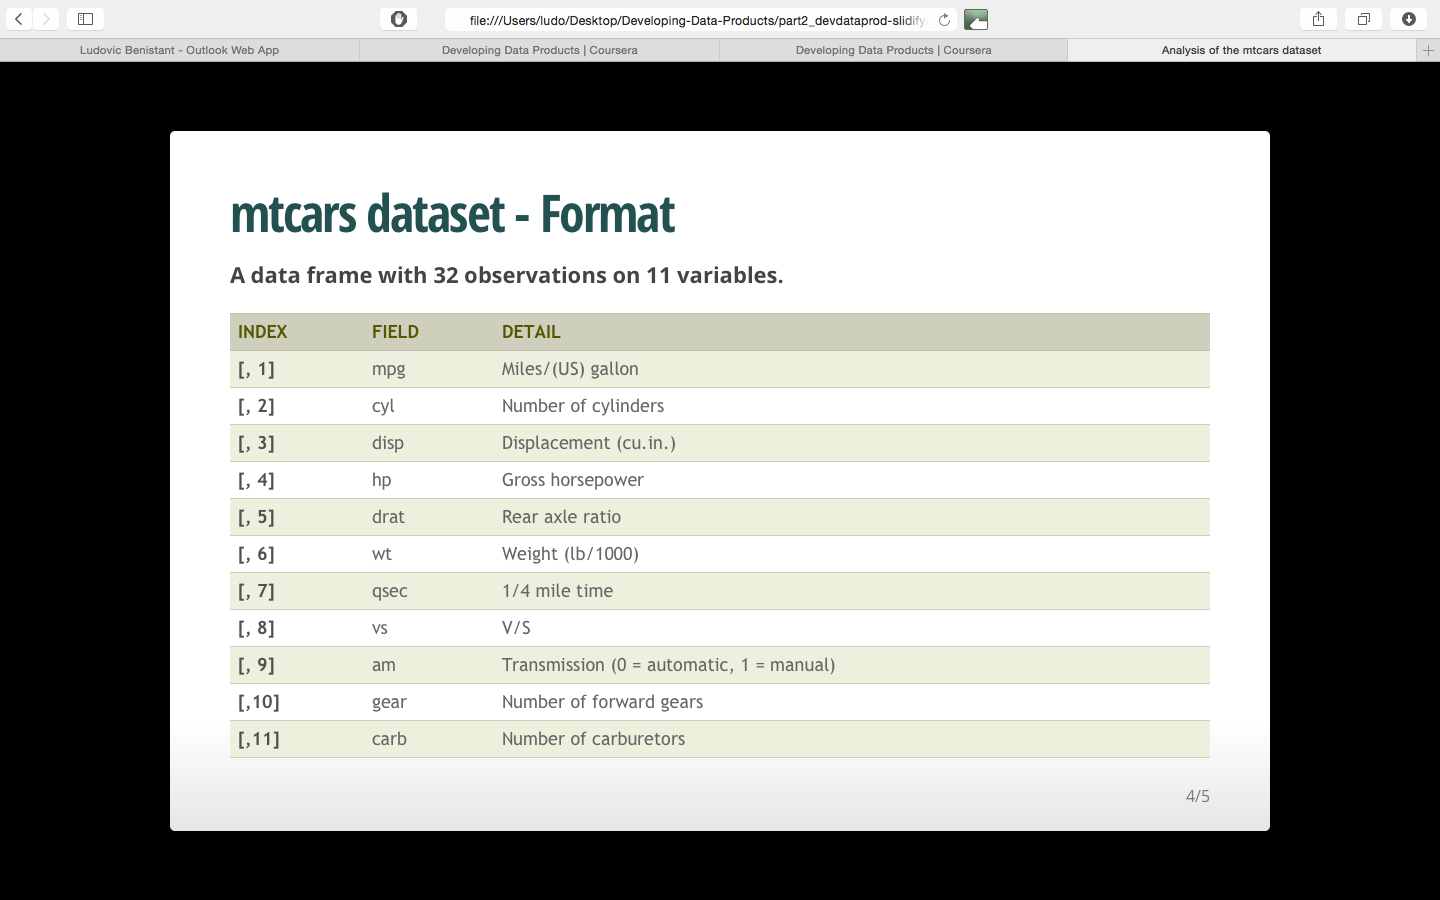 file:///Users/ludo/Desktop/Developing-Data-Products/part2_devdataprod-slidify
Ludovic Benistant - Outlook Web App
Developing Data Products | Coursera
Developing Data Products | Coursera
Analysis of the mtcars dataset
mtcars dataset - Format
A data frame with 32 observations on 11 variables.
INDEX FIELD DETAIL
[, 1] mpg Miles/(US) gallon
[, 2] cyl Number of cylinders
[, 3] disp Displacement (cu.in.)
[, 4] hp Gross horsepower
[, 5] drat Rear axle ratio
[, 6] wt Weight (lb/1000)
[, 7] qsec 1/4 mile time
[, 8] vs V/S
[, 9] am Transmission (0 = automatic, 1 = manual)
[,10] gear Number of forward gears
[,11] carb Number of carburetors
4/5